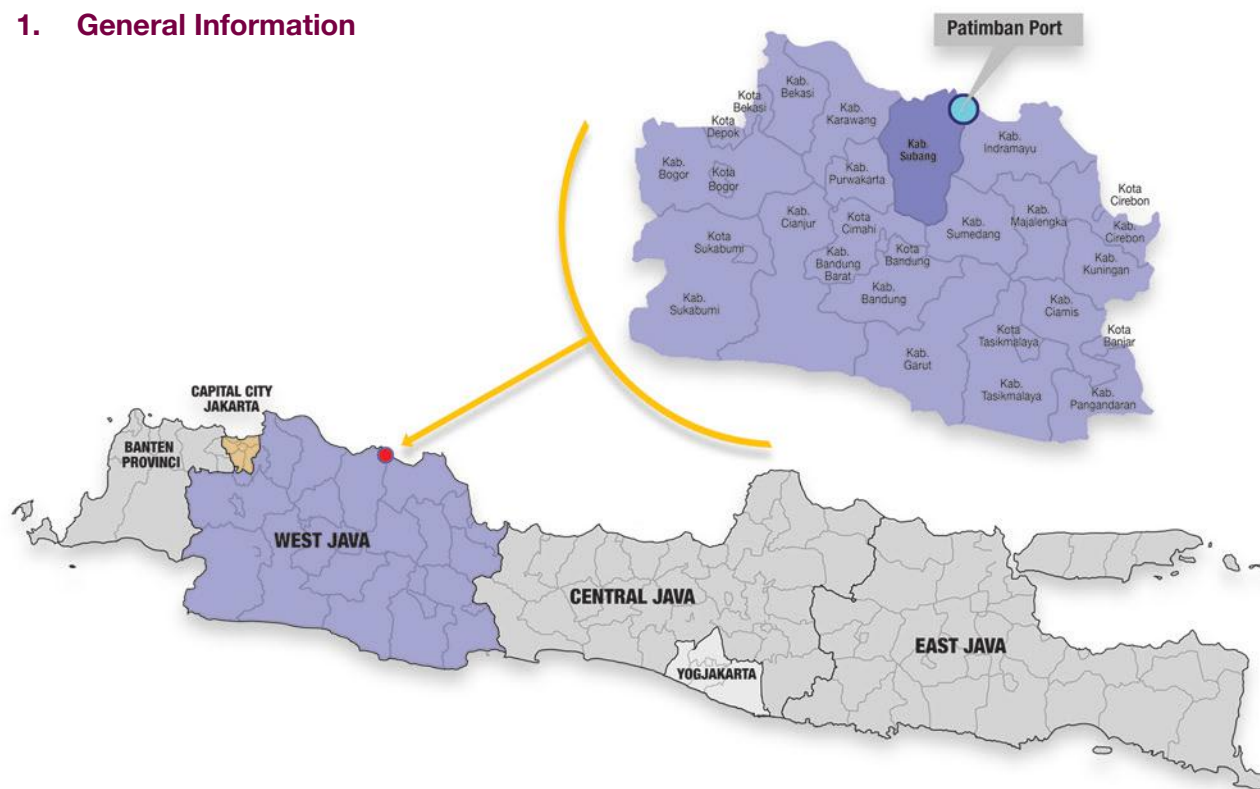 1. General Information
Patimban Port
Kab.
Bekasi
Kota
Bekasi
Kab.
Karawang
Kota
Depok
Kab.
Subang
Kab.
Indramayu
Kab.
Bogor
Kota
Bogor
Kab.
Purwakarta
Kota
Cirebon
Kab.
Cianjur
Kota
Cimahi
Kab.
Sumedang
Kab.
Majalengka
Kab.
Cirebon
Kota
Sukabumi
Kab.
Bandung
Barat
Kota
Bandung
Kab.
Kuningan
Kab.
Bandung
Kab.
Sukabumi
Kab.
Ciamis
Kota
Tasikmalaya
Kota
Banjar
Kab.
Garut
Kab.
Tasikmalaya
Kab.
Pangandaran
CAPITAL CITY
JAKARTA
BANTEN
PROVINCI
WEST JAVA
CENTRAL JAVA
YOGJAKARTA
EAST JAVA